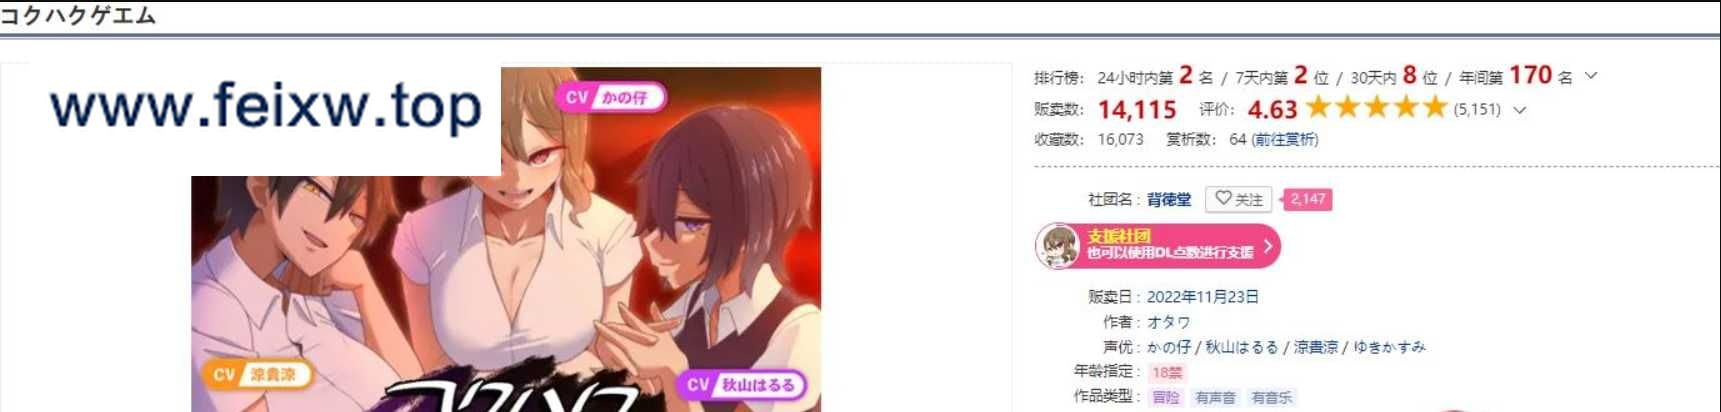 コクハクゲエム
www.feixw.top
CV かの仔
CV 涼貴涼
CV 秋山はるる
コクハク
排行榜: 24小时内第 2 名 / 7天内第 2 位 / 30天内 8 位 / 年间第 170 名
贩卖数: 14,115 评价: 4.63 ★★★★★ (5,151)
收藏数: 16,073 赏析数: 64 (前往赏析)
社团名 : 背徳堂 关注 2,147
支援社团
也可以使用DL点数进行支援
贩卖日 : 2022年11月23日
作者 : オタワ
声优 : かの仔 / 秋山はるる / 涼貴涼 / ゆきかすみ
年龄指定 : 18禁
作品类型 : 冒险 有声音 有音乐